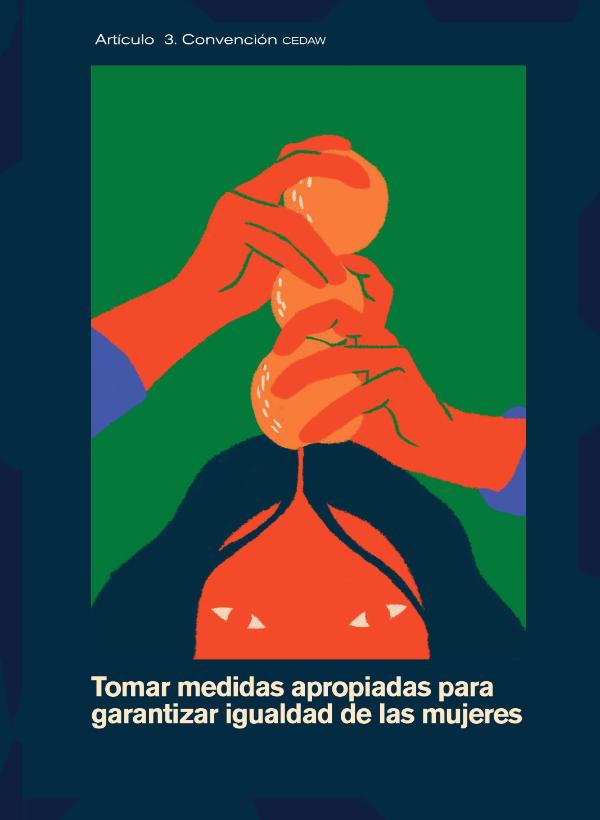 Artículo 3. Convención CEDAW
Tomar medidas apropiadas para
garantizar igualdad de las mujeres